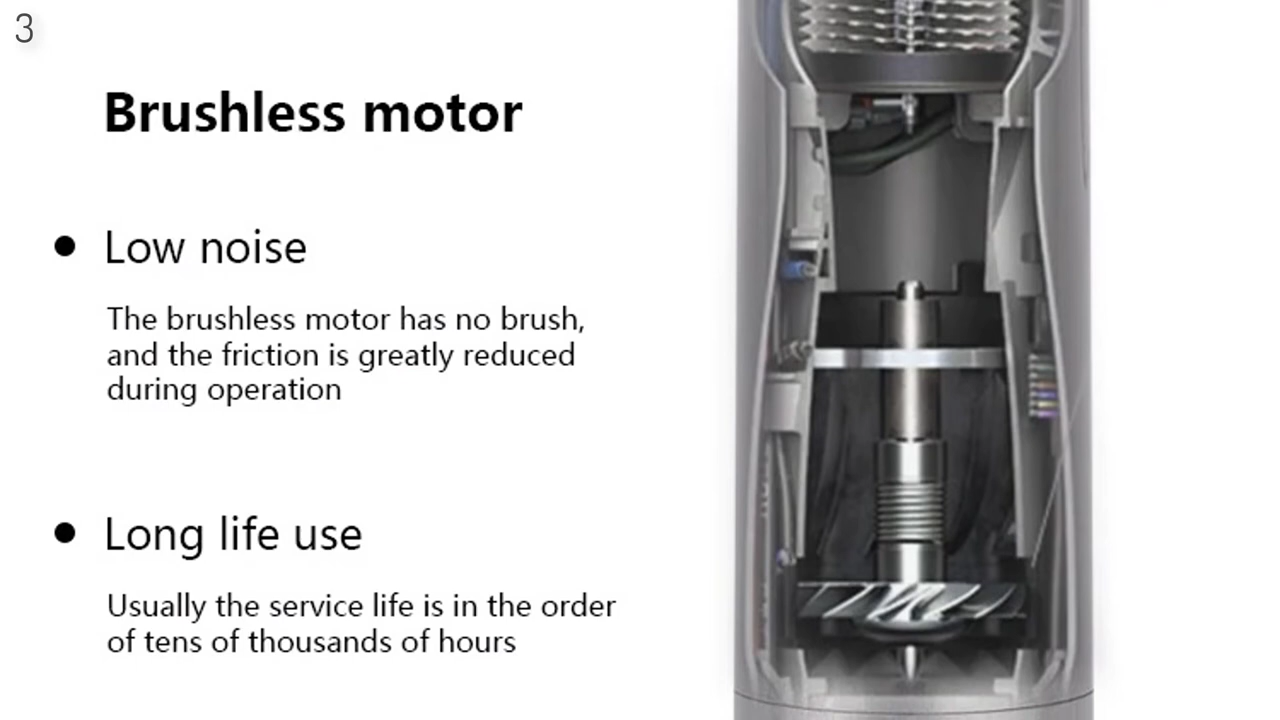 3
Brushless motor
● Low noise
The brushless motor has no brush,
and the friction is greatly reduced
during operation
● Long life use
Usually the service life is in the order
of tens of thousands of hours